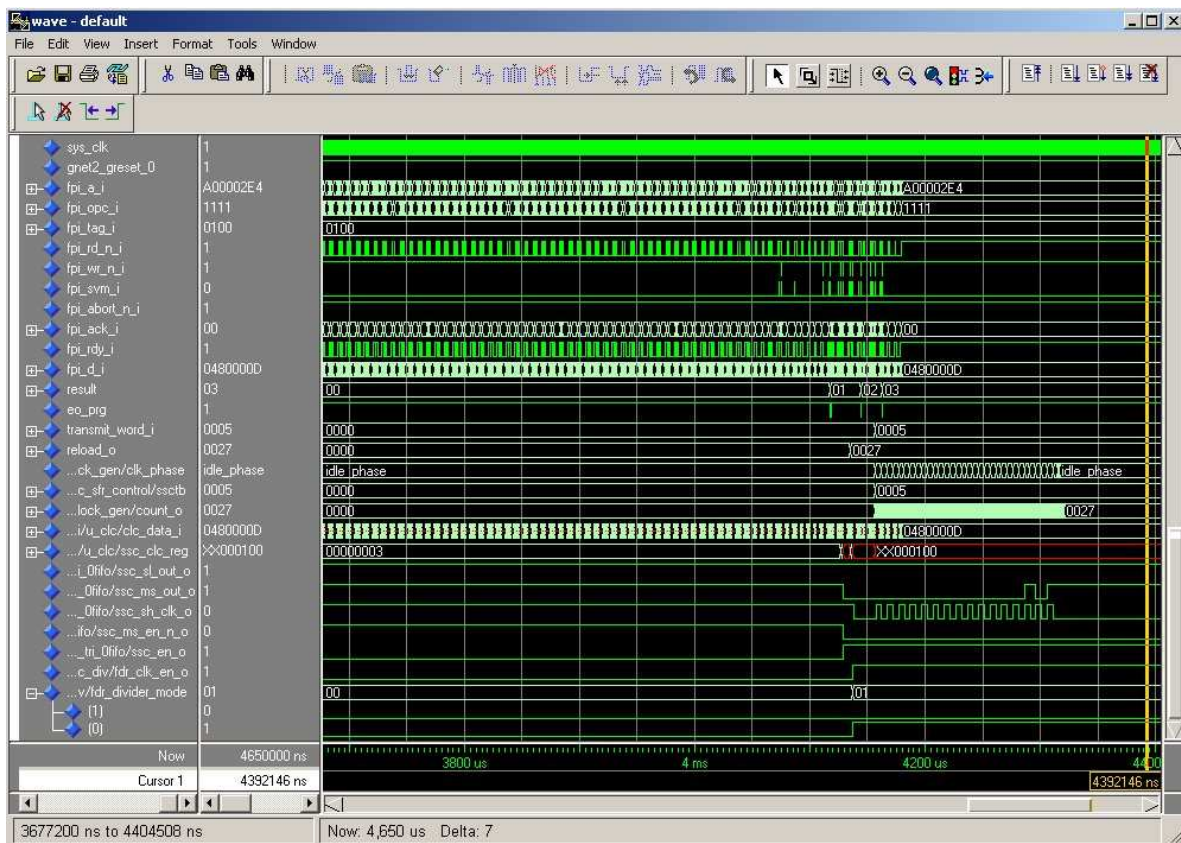 wave - default
File Edit View Insert Format Tools Window
sys_clk 1
gnet2_greset_0 1
fpi_a_i A00002E4 A00002E4
fpi_opc_i 1111 1111
fpi_tag_i 0100 0100
fpi_rd_n_i 1
fpi_wr_n_i 1
fpi_svm_i 0
fpi_abort_n_i 1
fpi_ack_i 00 00
fpi_rdy_i 1
fpi_d_i 0480000D 0480000D
result 03 00 01 02 03
eo_prg 1
transmit_word_i 0005 0000 0005
reload_o 0027 0000 0027
...ck_gen/clk_phase idle_phase idle_phase idle_phase
...c_sfr_control/ssctb 0005 0000 0005
...lock_gen/count_o 0027 0000 0027
...i/u_clc/clc_data_i 0480000D 0480000D
.../u_clc/ssc_clc_reg XX000100 00000003 XX000100
...i_0fifo/ssc_sl_out_o 1
..._0fifo/ssc_ms_out_o 1
..._0fifo/ssc_sh_clk_o 0
...ifo/ssc_ms_en_n_o 0
..._tri_0fifo/ssc_en_o 1
...c_div/fdr_clk_en_o 1
...v/fdr_divider_mode 01 00 01
(1) 0
(0) 1
Now 4650000 ns 3800 us 4 ms 4200 us 4400
Cursor 1 4392146 ns 4392146 ns
3677200 ns to 4404508 ns Now: 4,650 us Delta: 7